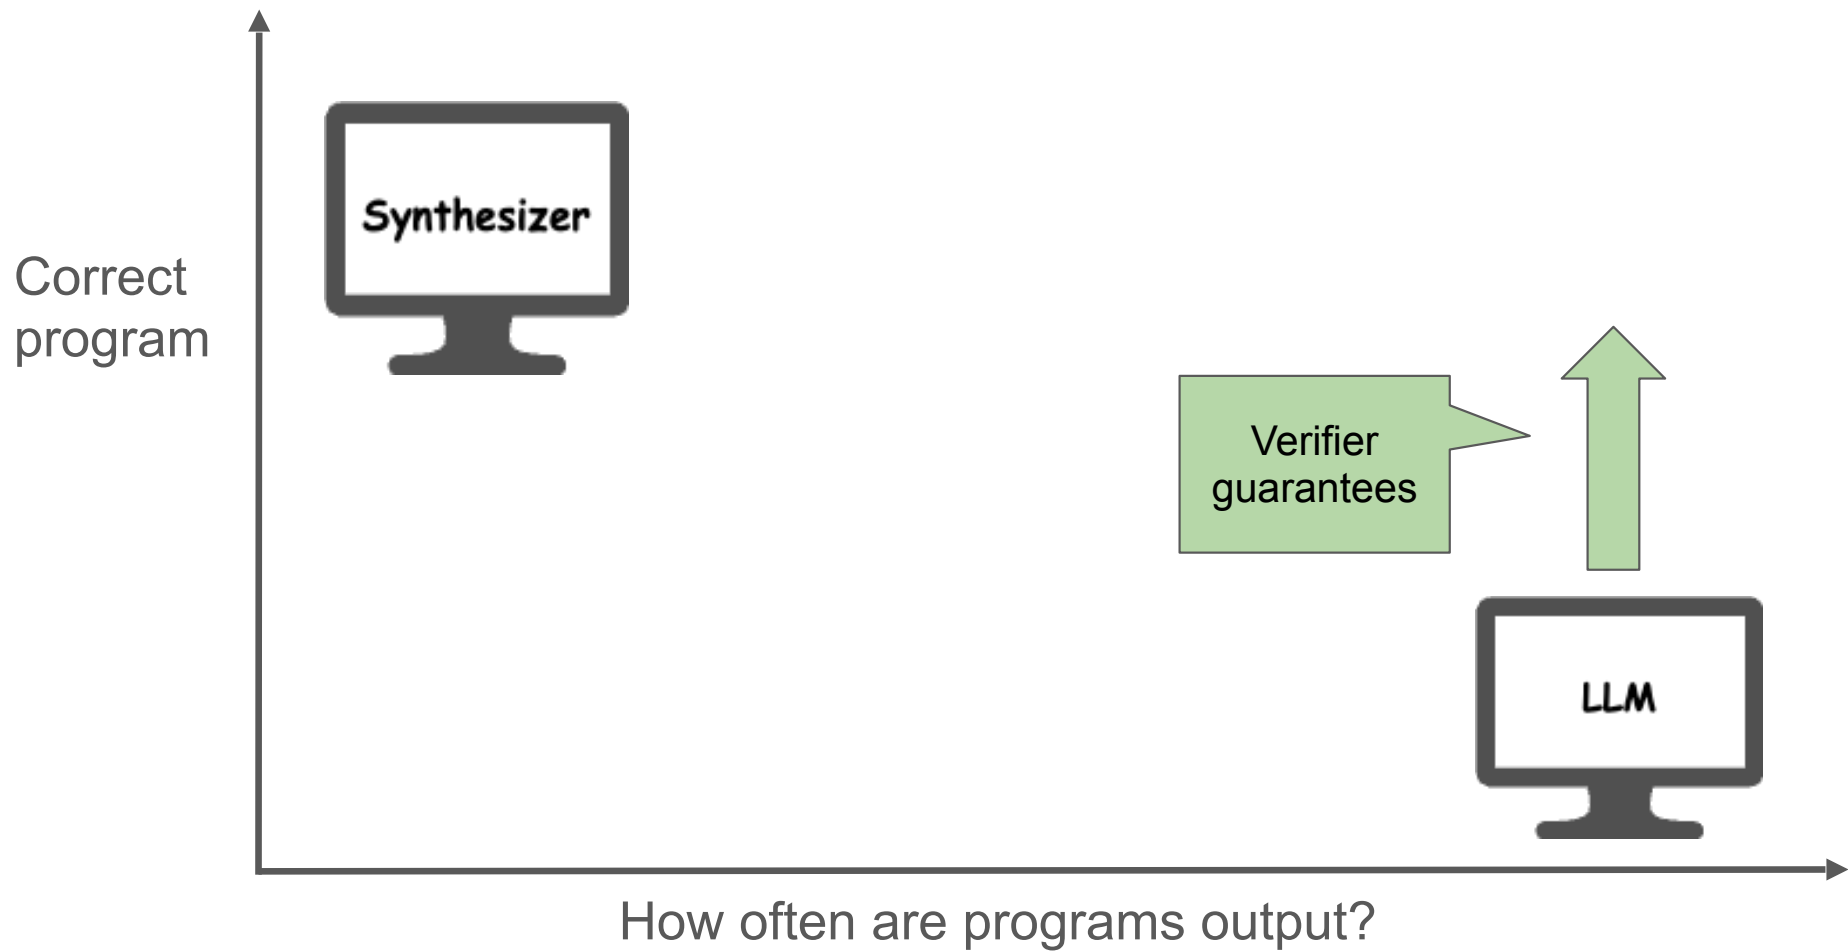 Synthesizer
Correct
program
Verifier
guarantees
LLM
How often are programs output?